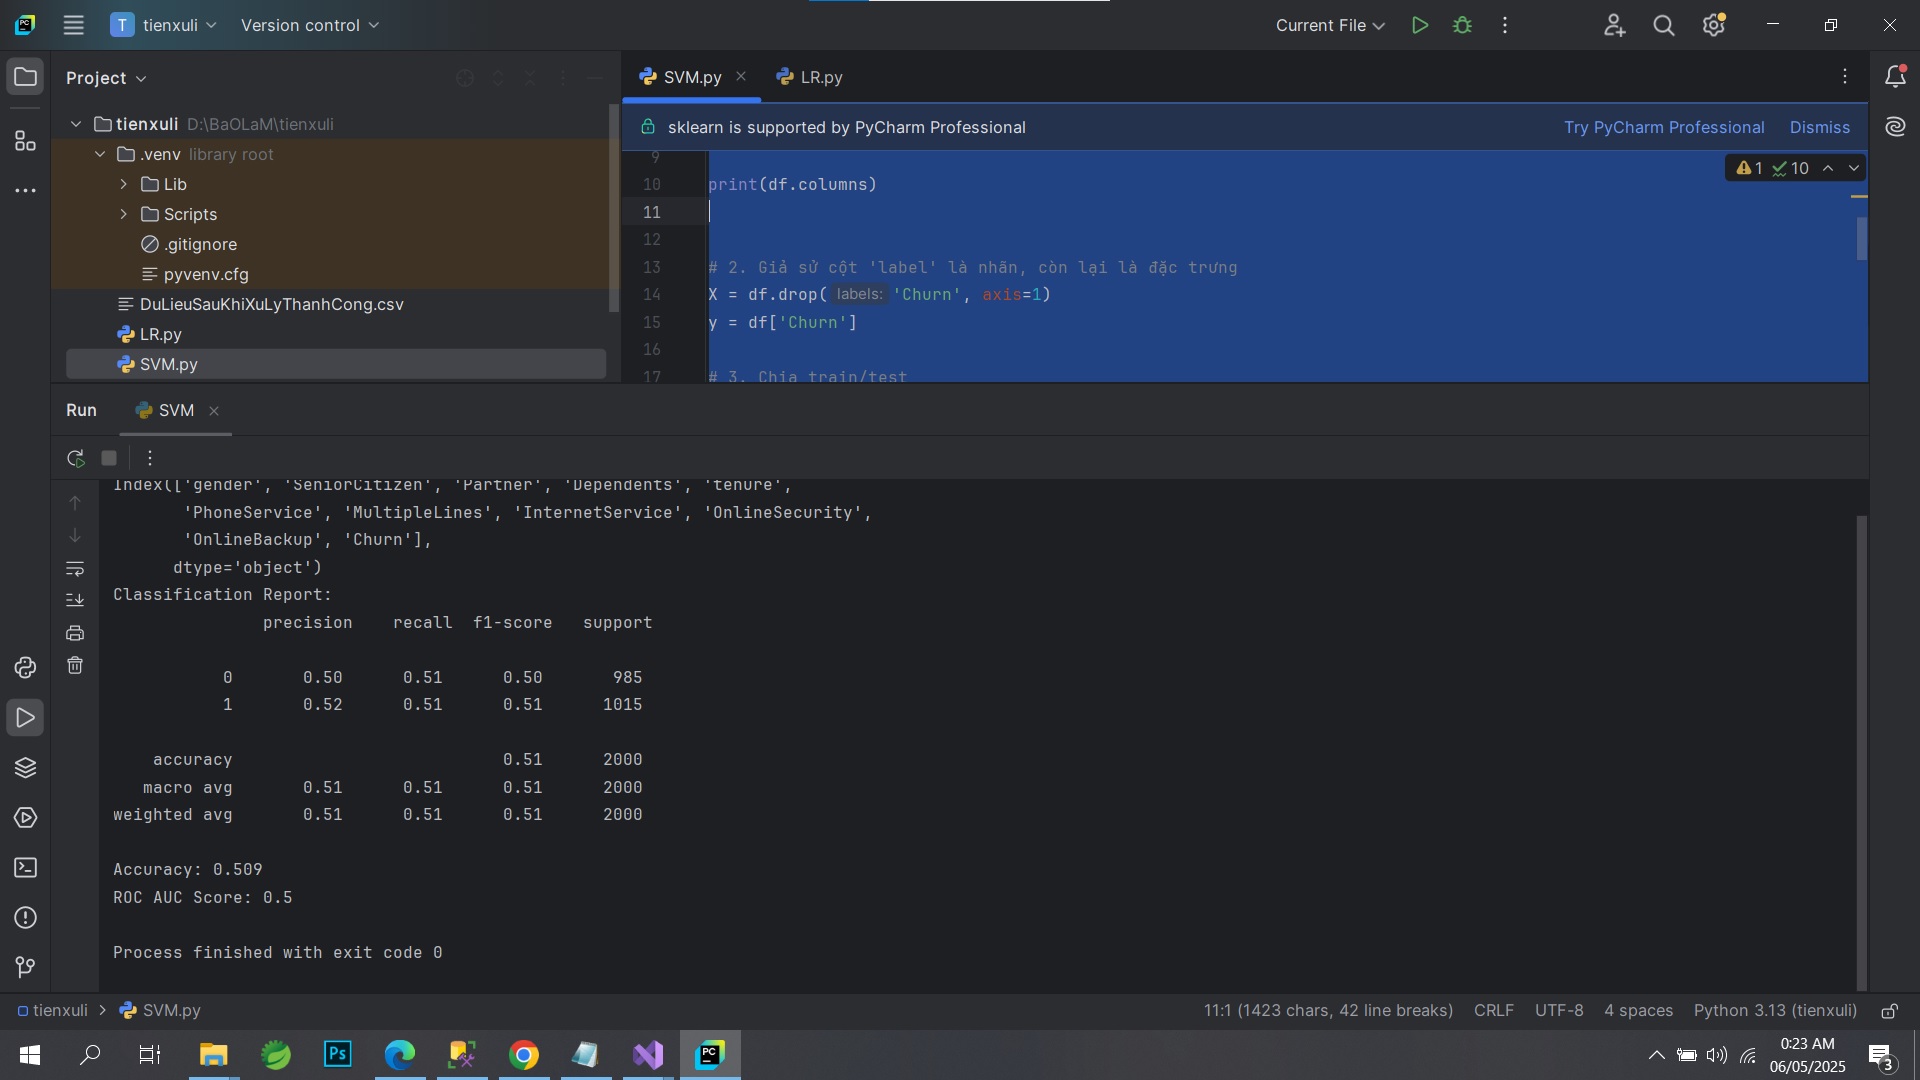 T tienxuli Version control Current File
Project
tienxuli D:\BaOLaM\tienxuli
.venv library root
Lib
Scripts
.gitignore
pyvenv.cfg
DuLieuSauKhiXuLyThanhCong.csv
LR.py
SVM.py
SVM.py LR.py
sklearn is supported by PyCharm Professional Try PyCharm Professional Dismiss
1 10
9
10 print(df.columns)
11
12
13 # 2. Giả sử cột 'label' là nhãn, còn lại là đặc trưng
14 X = df.drop( labels: 'Churn', axis=1)
15 y = df['Churn']
16
17 # 3. Chia train/test
Run SVM
Index(['gender', 'SeniorCitizen', 'Partner', 'Dependents', 'tenure',
'PhoneService', 'MultipleLines', 'InternetService', 'OnlineSecurity',
'OnlineBackup', 'Churn'],
dtype='object')
Classification Report:
precision recall f1-score support
0 0.50 0.51 0.50 985
1 0.52 0.51 0.51 1015
accuracy 0.51 2000
macro avg 0.51 0.51 0.51 2000
weighted avg 0.51 0.51 0.51 2000
Accuracy: 0.509
ROC AUC Score: 0.5
Process finished with exit code 0
tienxuli > SVM.py 11:1 (1423 chars, 42 line breaks) CRLF UTF-8 4 spaces Python 3.13 (tienxuli)
Ps PC 0:23 AM
06/05/2025 3